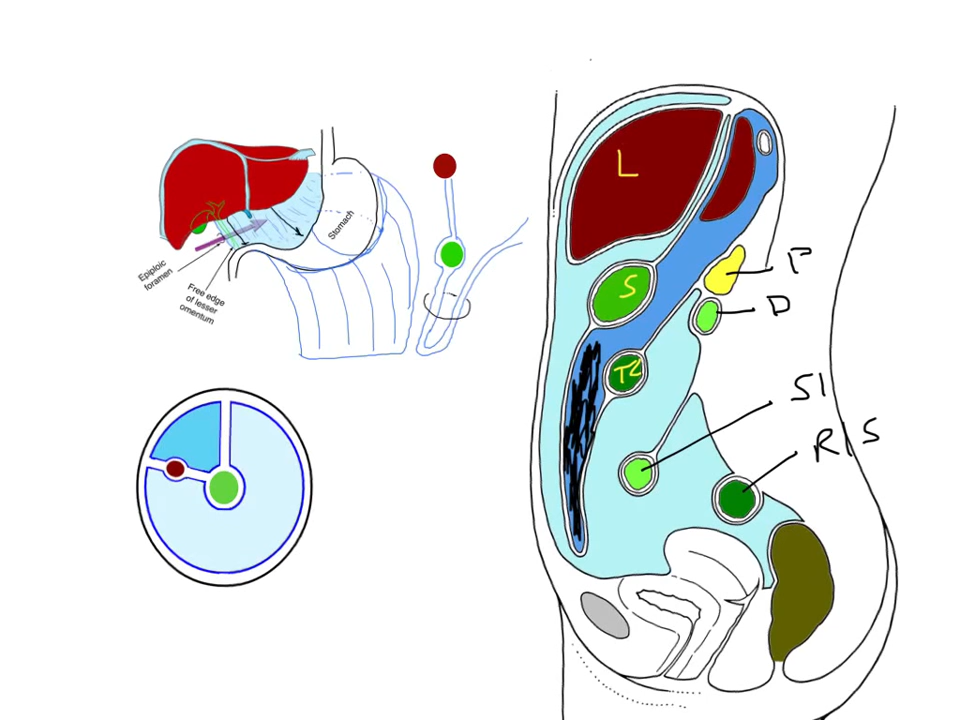 Stomach
Epiploic
foramen
Free edge
of lesser
omentum
L
S
P
D
TC
SI
R/S